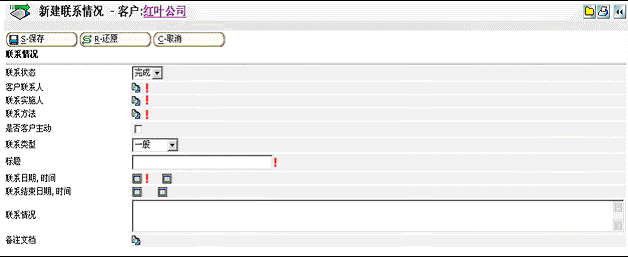 新建联系情况 - 客户:红叶公司
S-保存 R-还原 C-取消
联系情况
联系状态 完成
客户联系人 !
联系实施人 !
联系方法 !
是否客户主动
联系类型 一般
标题 !
联系日期,时间 !
联系结束日期,时间
联系情况
备注文档